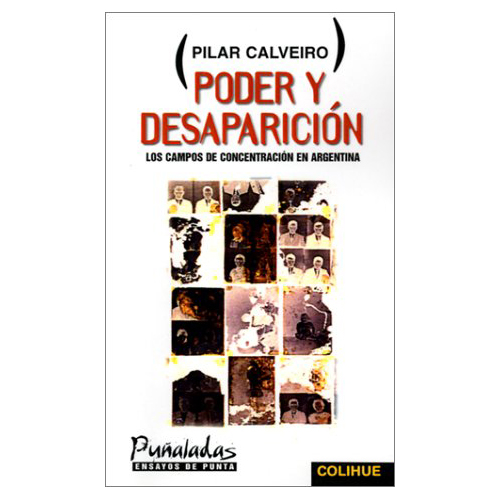 (PILAR CALVEIRO)
PODER Y
DESAPARICIÓN
LOS CAMPOS DE CONCENTRACIÓN EN ARGENTINA
Puñaladas
ENSAYOS DE PUNTA
COLIHUE